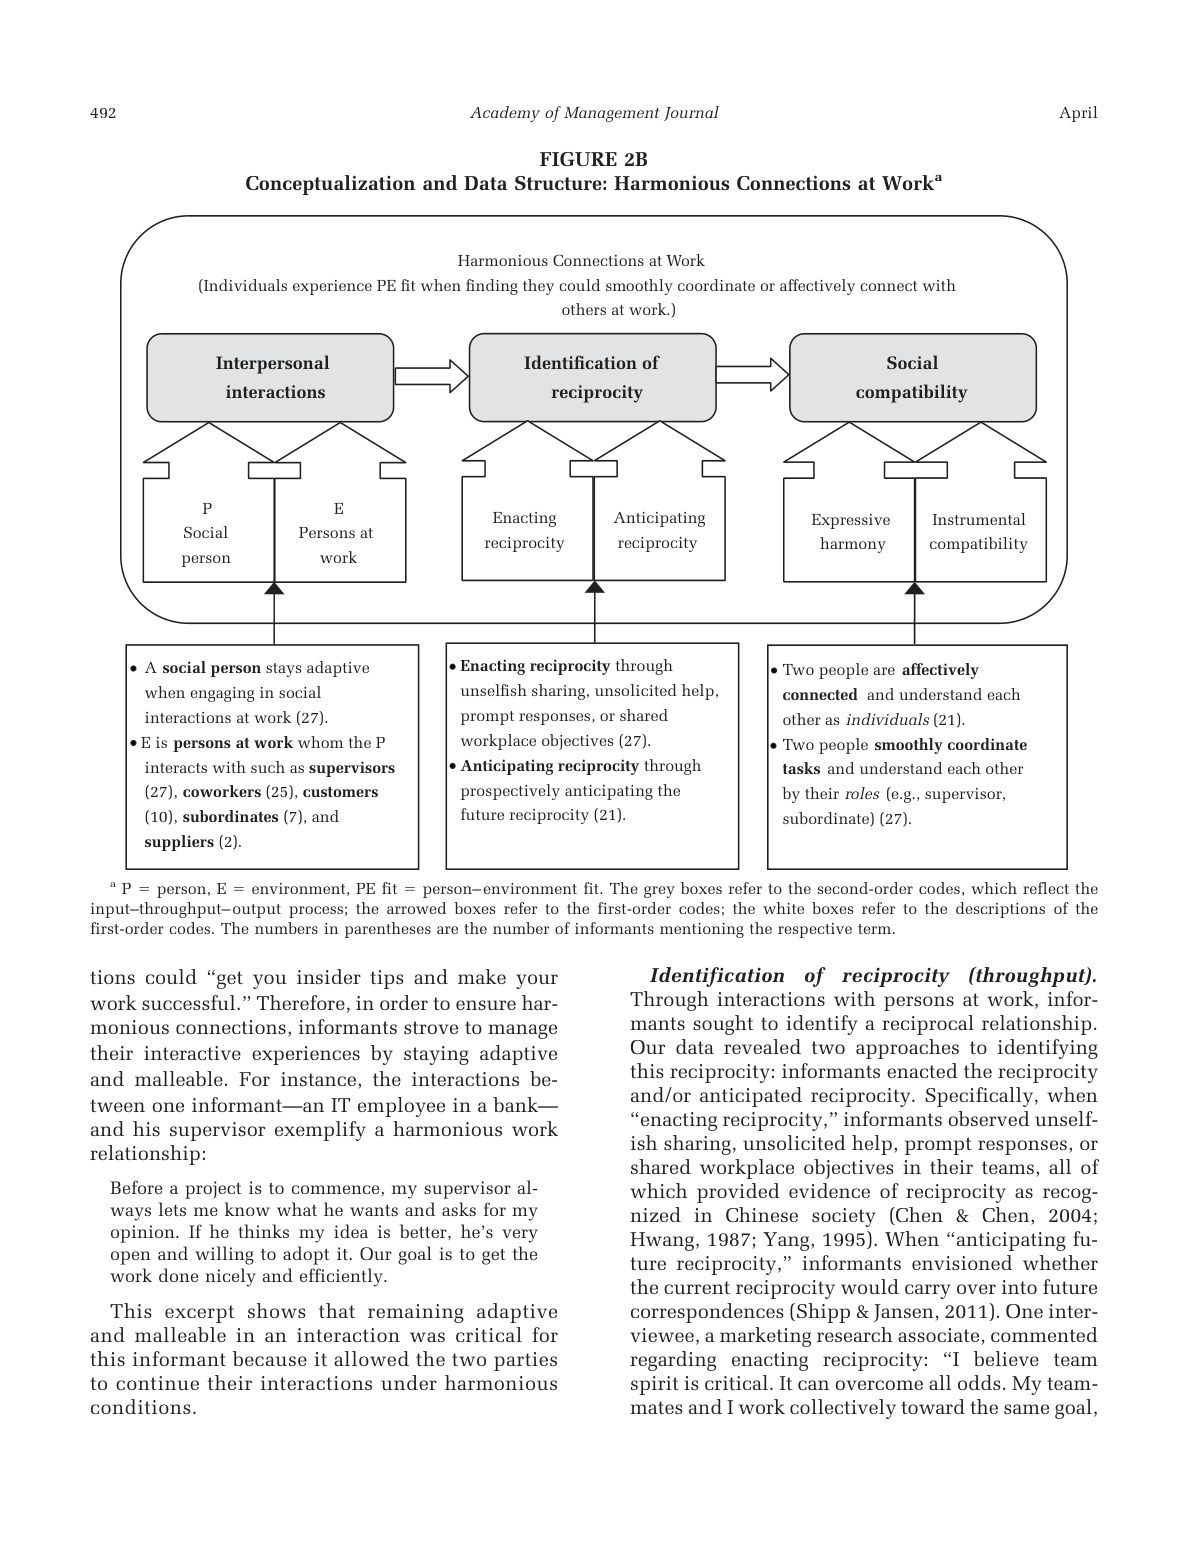 492
Academy of Management Journal
April
FIGURE 2B
Conceptualization and Data Structure: Harmonious Connections at Workᵃ
Harmonious Connections at Work
(Individuals experience PE fit when finding they could smoothly coordinate or affectively connect with
others at work.)
Interpersonal
interactions
Identification of
reciprocity
Social
compatibility
P
Social
person
E
Persons at
work
Enacting
reciprocity
Anticipating
reciprocity
Expressive
harmony
Instrumental
compatibility
• A social person stays adaptive
when engaging in social
interactions at work (27).
• E is persons at work whom the P
interacts with such as supervisors
(27), coworkers (25), customers
(10), subordinates (7), and
suppliers (2).
• Enacting reciprocity through
unselfish sharing, unsolicited help,
prompt responses, or shared
workplace objectives (27).
• Anticipating reciprocity through
prospectively anticipating the
future reciprocity (21).
• Two people are affectively
connected and understand each
other as individuals (21).
• Two people smoothly coordinate
tasks and understand each other
by their roles (e.g., supervisor,
subordinate) (27).
ᵃ P = person, E = environment, PE fit = person–environment fit. The grey boxes refer to the second-order codes, which reflect the
input–throughput–output process; the arrowed boxes refer to the first-order codes; the white boxes refer to the descriptions of the
first-order codes. The numbers in parentheses are the number of informants mentioning the respective term.
tions could “get you insider tips and make your
work successful.” Therefore, in order to ensure har-
monious connections, informants strove to manage
their interactive experiences by staying adaptive
and malleable. For instance, the interactions be-
tween one informant—an IT employee in a bank—
and his supervisor exemplify a harmonious work
relationship:
Before a project is to commence, my supervisor al-
ways lets me know what he wants and asks for my
opinion. If he thinks my idea is better, he’s very
open and willing to adopt it. Our goal is to get the
work done nicely and efficiently.
This excerpt shows that remaining adaptive
and malleable in an interaction was critical for
this informant because it allowed the two parties
to continue their interactions under harmonious
conditions.
Identification of reciprocity (throughput).
Through interactions with persons at work, infor-
mants sought to identify a reciprocal relationship.
Our data revealed two approaches to identifying
this reciprocity: informants enacted the reciprocity
and/or anticipated reciprocity. Specifically, when
“enacting reciprocity,” informants observed unself-
ish sharing, unsolicited help, prompt responses, or
shared workplace objectives in their teams, all of
which provided evidence of reciprocity as recog-
nized in Chinese society (Chen & Chen, 2004;
Hwang, 1987; Yang, 1995). When “anticipating fu-
ture reciprocity,” informants envisioned whether
the current reciprocity would carry over into future
correspondences (Shipp & Jansen, 2011). One inter-
viewee, a marketing research associate, commented
regarding enacting reciprocity: “I believe team
spirit is critical. It can overcome all odds. My team-
mates and I work collectively toward the same goal,